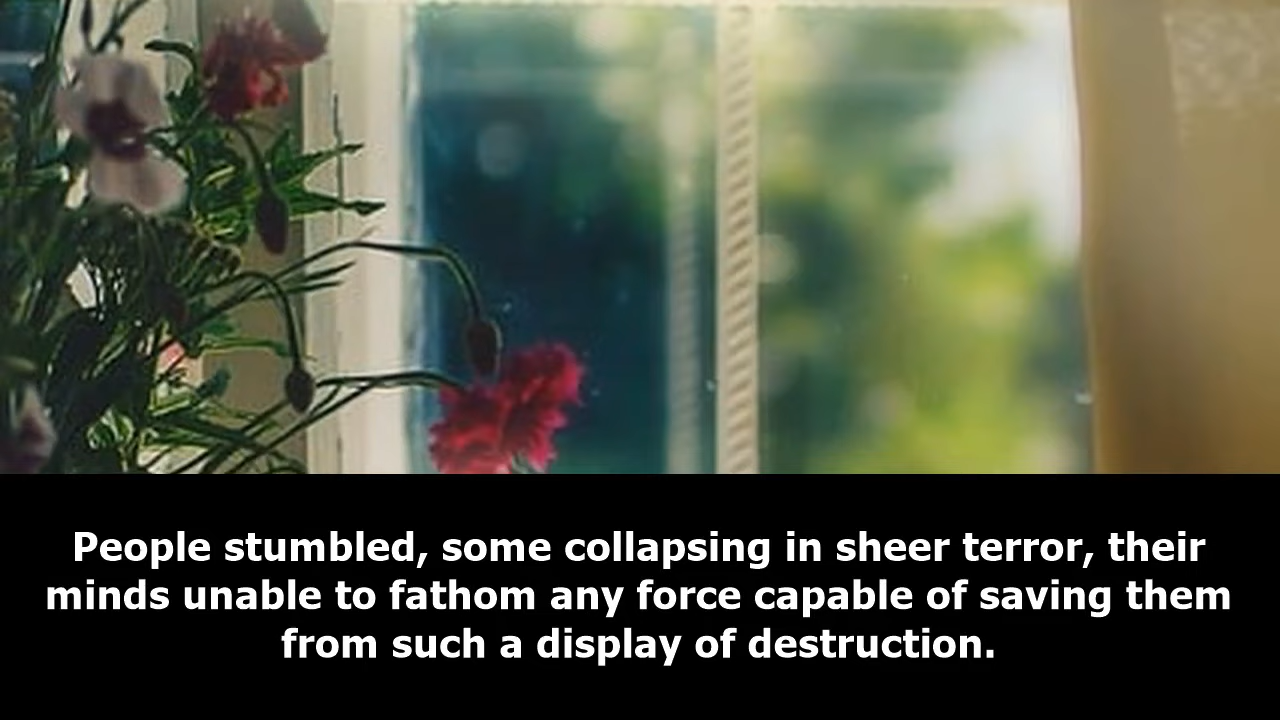 People stumbled, some collapsing in sheer terror, their
minds unable to fathom any force capable of saving them
from such a display of destruction.